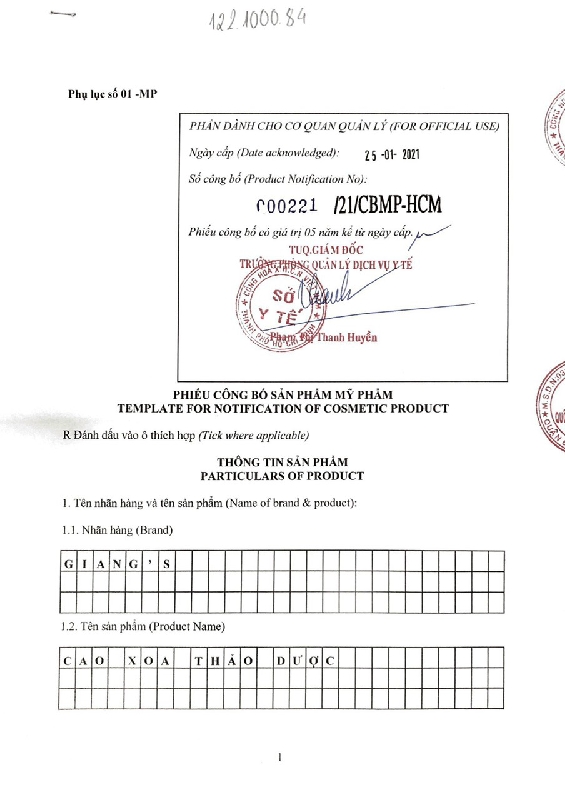 122.1000.84
Phụ lục số 01 -MP
PHẦN DÀNH CHO CƠ QUAN QUẢN LÝ (FOR OFFICIAL USE)
Ngày cấp (Date acknowledged): 25 -01- 2021
Số công bố (Product Notification No):
000221 /21/CBMP-HCM
Phiếu công bố có giá trị 05 năm kể từ ngày cấp.
TUQ.GIÁM ĐỐC
TRƯỞNG PHÒNG QUẢN LÝ DỊCH VỤ Y TẾ
SỞ
Y TẾ
Phạm Thị Thanh Huyền
PHIẾU CÔNG BỐ SẢN PHẨM MỸ PHẨM
TEMPLATE FOR NOTIFICATION OF COSMETIC PRODUCT
R Đánh dấu vào ô thích hợp (Tick where applicable)
THÔNG TIN SẢN PHẨM
PARTICULARS OF PRODUCT
1. Tên nhãn hàng và tên sản phẩm (Name of brand & product):
1.1. Nhãn hàng (Brand)
GIANG'S
1.2. Tên sản phẩm (Product Name)
CAO XOA THẢO DƯỢC
1